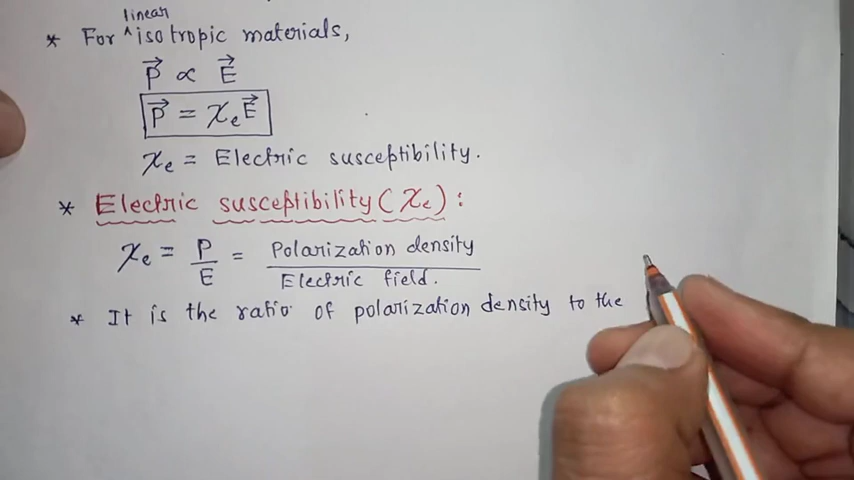 * For ^ linear isotropic materials,
P⃗ ∝ E⃗
P⃗ = χₑE⃗
χₑ = Electric susceptibility.
* Electric susceptibility (χₑ) :
χₑ = P/E = Polarization density / Electric field.
* It is the ratio of polarization density to the